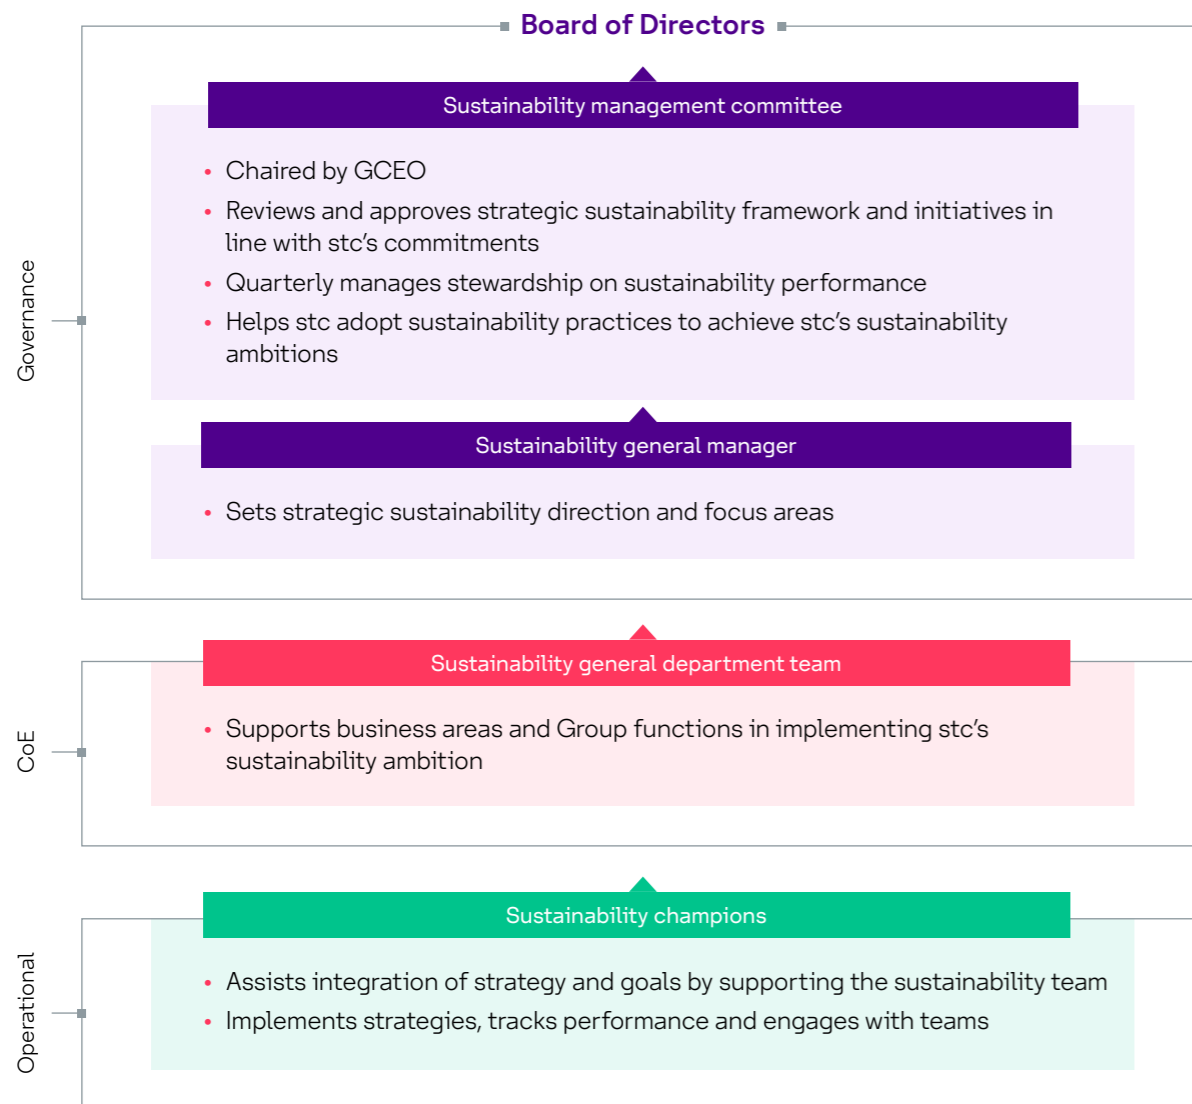 Board of Directors
Governance
Sustainability management committee
• Chaired by GCEO
• Reviews and approves strategic sustainability framework and initiatives in
line with stc’s commitments
• Quarterly manages stewardship on sustainability performance
• Helps stc adopt sustainability practices to achieve stc’s sustainability
ambitions
Sustainability general manager
• Sets strategic sustainability direction and focus areas
CoE
Sustainability general department team
• Supports business areas and Group functions in implementing stc’s
sustainability ambition
Operational
Sustainability champions
• Assists integration of strategy and goals by supporting the sustainability team
• Implements strategies, tracks performance and engages with teams